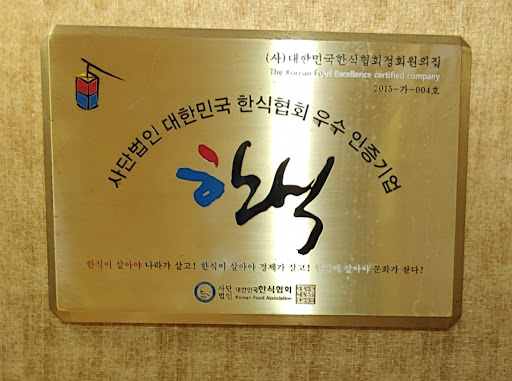 (사)대한민국한식협회정회원의집
The Korean Food Excellence certified company
2015-가-004호
사단법인 대한민국 한식협회 우수 인증기업
한식
한식이 살아야 나라가 살고! 한식이 살아야 경제가 살고! 한식이 살아야 문화가 산다!
사단
법인 대한민국한식협회
Korean Food Association